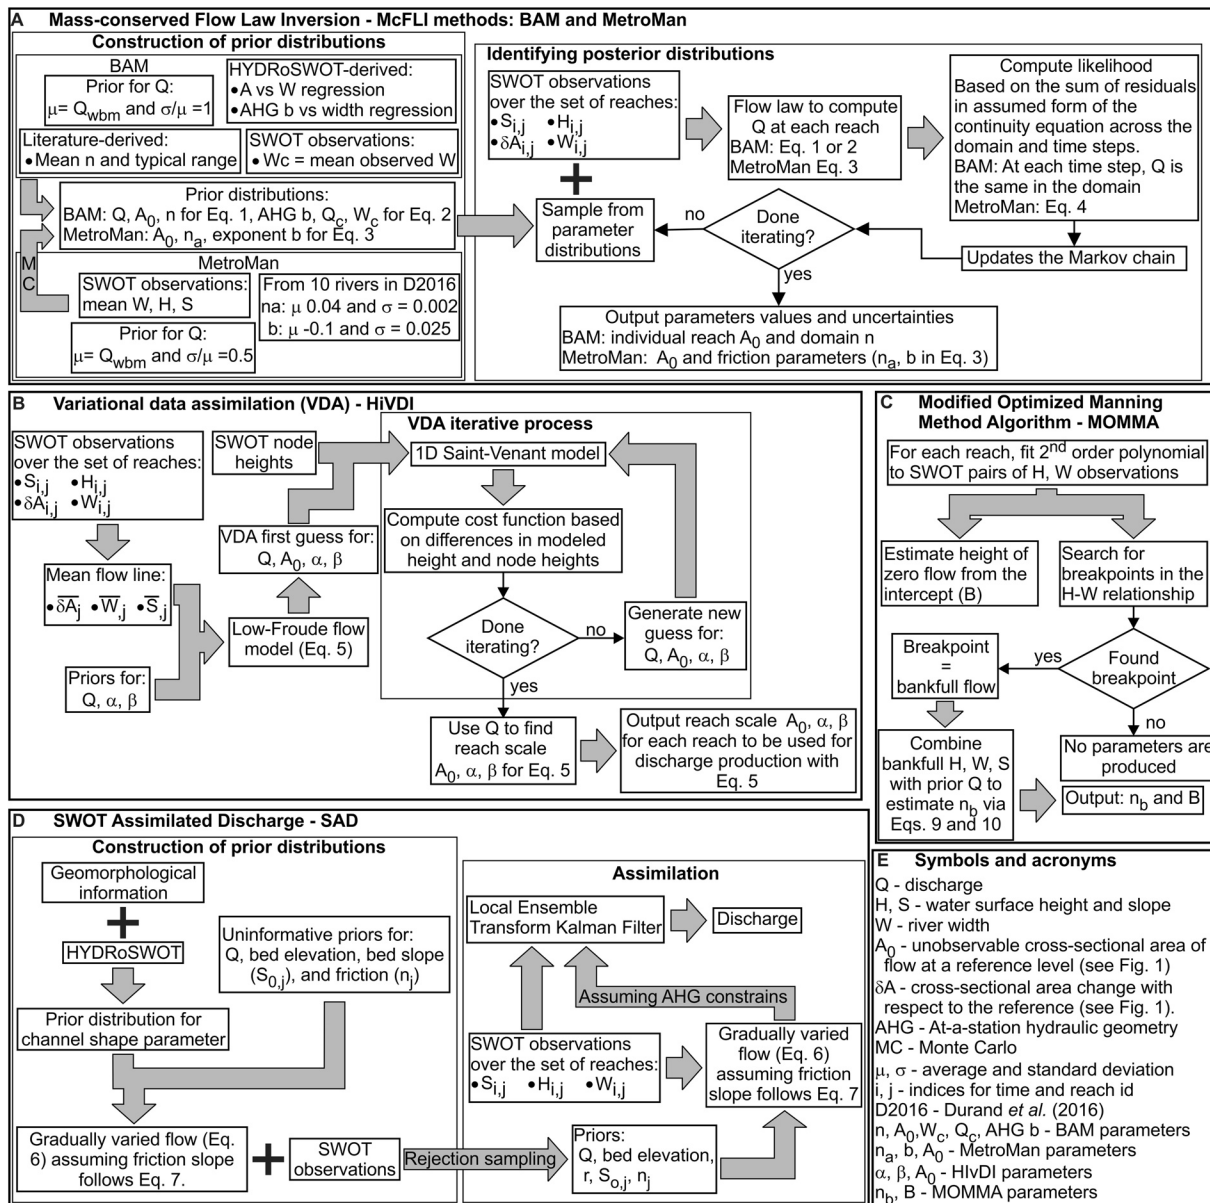 A Mass-conserved Flow Law Inversion - McFLI methods: BAM and MetroMan
Construction of prior distributions
BAM
Prior for Q:
μ= Qwbm and σ/μ =1
HYDRoSWOT-derived:
•A vs W regression
•AHG b vs width regression
Literature-derived:
• Mean n and typical range
SWOT observations:
• Wc = mean observed W
Prior distributions:
BAM: Q, A0, n for Eq. 1, AHG b, Qc, Wc for Eq. 2
MetroMan: A0, na, exponent b for Eq. 3
MC
MetroMan
SWOT observations:
mean W, H, S
Prior for Q:
μ= Qwbm and σ/μ =0.5
From 10 rivers in D2016
na: μ 0.04 and σ = 0.002
b: μ -0.1 and σ = 0.025
Identifying posterior distributions
SWOT observations
over the set of reaches:
•Si,j •Hi,j
•δAi,j •Wi,j
+
Sample from
parameter
distributions
Flow law to compute
Q at each reach
BAM: Eq. 1 or 2
MetroMan Eq. 3
Compute likelihood
Based on the sum of residuals
in assumed form of the
continuity equation across the
domain and time steps.
BAM: At each time step, Q is
the same in the domain
MetroMan: Eq. 4
Updates the Markov chain
Done
iterating?
no
yes
Output parameters values and uncertainties
BAM: individual reach A0 and domain n
MetroMan: A0 and friction parameters (na, b in Eq. 3)
B Variational data assimilation (VDA) - HiVDI
SWOT observations
over the set of reaches:
•Si,j •Hi,j
•δAi,j •Wi,j
Mean flow line:
•δAj •W,j •S,j
Priors for:
Q, α, β
SWOT node
heights
VDA first guess for:
Q, A0, α, β
Low-Froude flow
model (Eq. 5)
VDA iterative process
1D Saint-Venant model
Compute cost function based
on differences in modeled
height and node heights
Done
iterating?
no
yes
Generate new
guess for:
Q, A0, α, β
Use Q to find
reach scale
A0, α, β for Eq. 5
Output reach scale A0, α, β
for each reach to be used for
discharge production with
Eq. 5
C Modified Optimized Manning
Method Algorithm - MOMMA
For each reach, fit 2nd order polynomial
to SWOT pairs of H, W observations
Estimate height of
zero flow from the
intercept (B)
Search for
breakpoints in the
H-W relationship
Found
breakpoint
yes
no
Breakpoint
=
bankfull flow
Combine
bankfull H, W, S
with prior Q to
estimate nb via
Eqs. 9 and 10
No parameters are
produced
Output: nb and B
D SWOT Assimilated Discharge - SAD
Construction of prior distributions
Geomorphological
information
+
HYDRoSWOT
Prior distribution for
channel shape parameter
Uninformative priors for:
Q, bed elevation, bed slope
(S0,j), and friction (nj)
Gradually varied flow (Eq.
6) assuming friction slope
follows Eq. 7.
+
SWOT
observations
Rejection sampling
Assimilation
Local Ensemble
Transform Kalman Filter
Discharge
Assuming AHG constrains
SWOT observations
over the set of reaches:
•Si,j •Hi,j •Wi,j
Gradually varied
flow (Eq. 6)
assuming friction
slope follows Eq. 7
Priors:
Q, bed elevation,
r, So,j, nj
E Symbols and acronyms
Q - discharge
H, S - water surface height and slope
W - river width
A0 - unobservable cross-sectional area of
flow at a reference level (see Fig. 1)
δA - cross-sectional area change with
respect to the reference (see Fig. 1).
AHG - At-a-station hydraulic geometry
MC - Monte Carlo
μ, σ - average and standard deviation
i, j - indices for time and reach id
D2016 - Durand et al. (2016)
n, A0,Wc, Qc, AHG b - BAM parameters
na, b, A0 - MetroMan parameters
α, β, A0 - HIvDI parameters
nb, B - MOMMA parameters